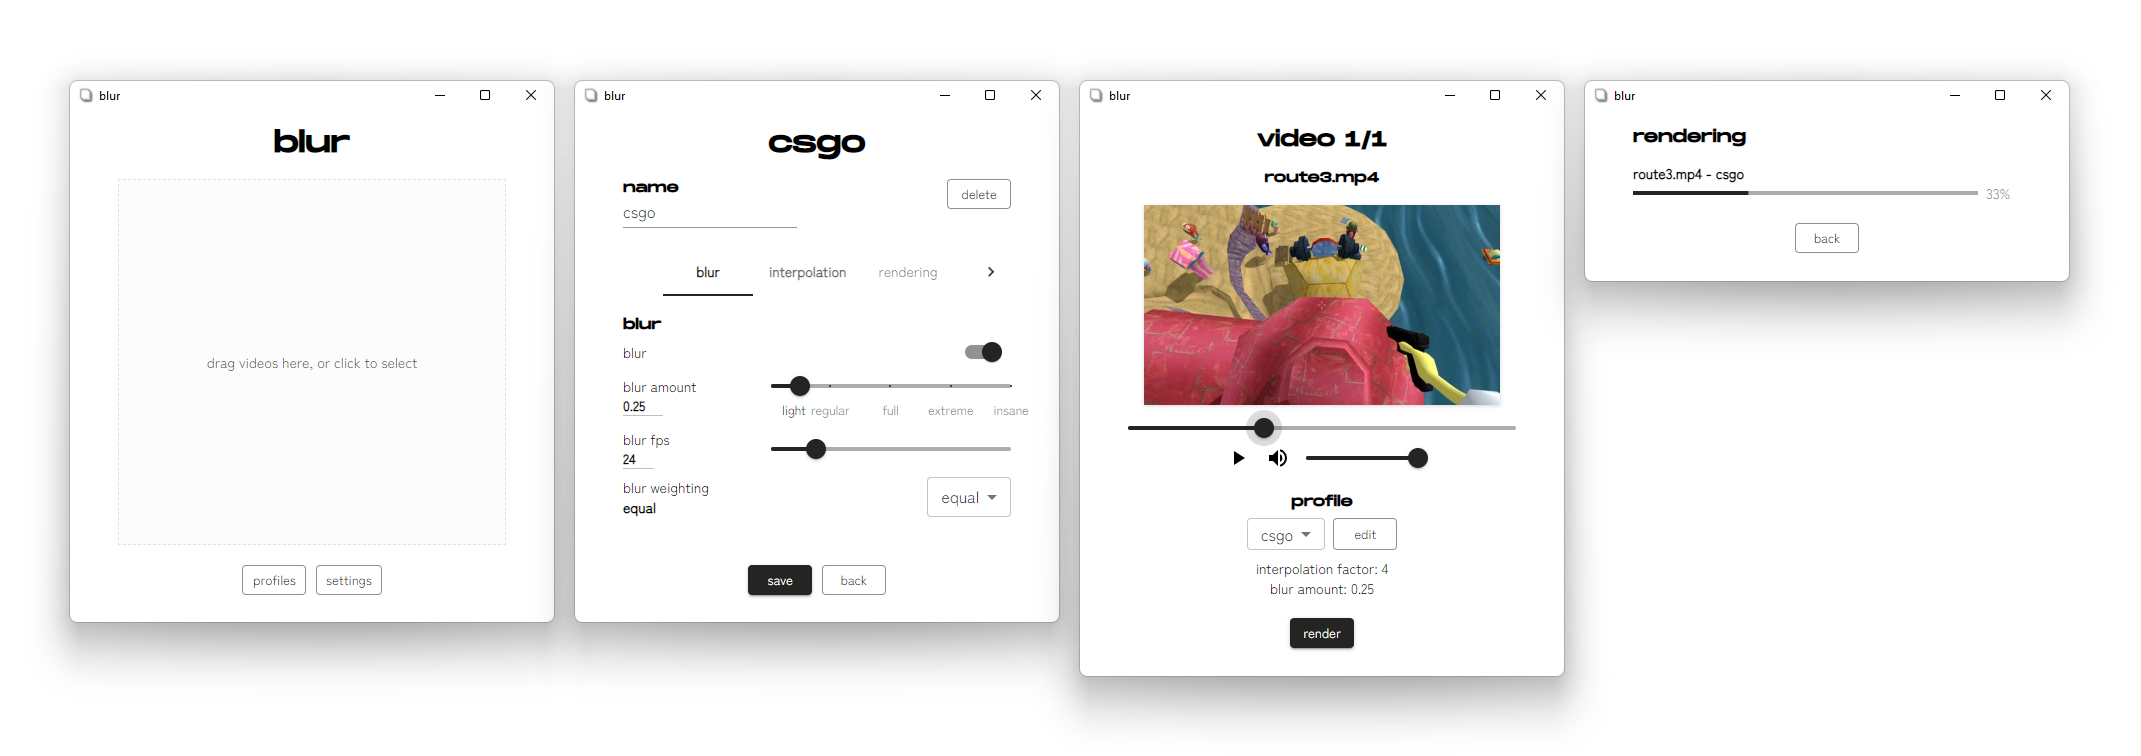 blur
blur
drag videos here, or click to select
profiles
settings
blur
csgo
name
csgo
delete
blur
interpolation
rendering
blur
blur
blur amount
0.25
light
regular
full
extreme
insane
blur fps
24
blur weighting
equal
equal
save
back
blur
video 1/1
route3.mp4
profile
csgo
edit
interpolation factor: 4
blur amount: 0.25
render
blur
rendering
route3.mp4 - csgo
33%
back